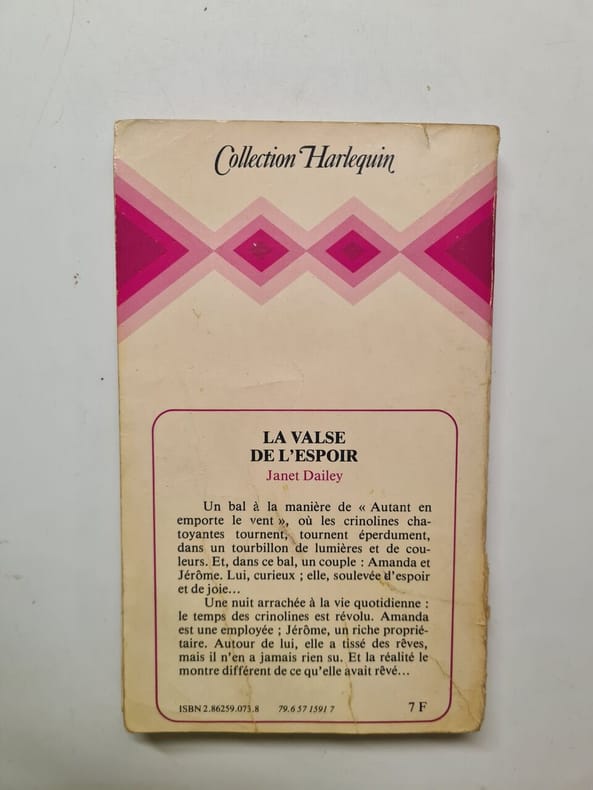 Collection Harlequin
LA VALSE
DE L'ESPOIR
Janet Dailey
Un bal à la manière de « Autant en
emporte le vent », où les crinolines cha-
toyantes tournent, tournent éperdument,
dans un tourbillon de lumières et de cou-
leurs. Et, dans ce bal, un couple : Amanda et
Jérôme. Lui, curieux ; elle, soulevée d'espoir
et de joie...
Une nuit arrachée à la vie quotidienne :
le temps des crinolines est révolu. Amanda
est une employée ; Jérôme, un riche proprié-
taire. Autour de lui, elle a tissé des rêves,
mais il n'en a jamais rien su. Et la réalité le
montre différent de ce qu'elle avait rêvé...
ISBN 2.86259.073.8 79.6 57 1591 7 7 F